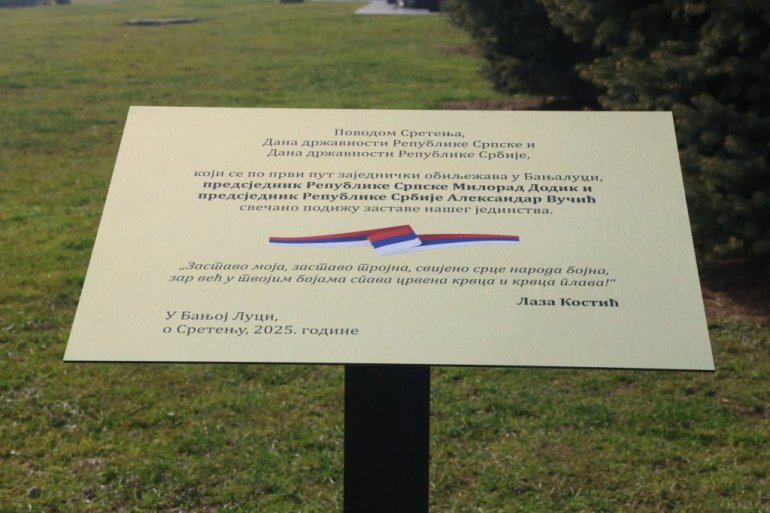 Поводом Сретења,
Дана државности Републике Српске и
Дана државности Републике Србије,
који се по први пут заједнички обиљежава у Бањалуци,
предсједник Републике Српске Милорад Додик и
предсједник Републике Србије Александар Вучић
свечано подижу заставе нашег јединства.
„Заставо моја, заставо тројна, свијено срце народа бојна,
зар већ у твојим бојама спава црвена крвца и крвца плава!“
Лаза Костић
У Бањој Луци,
о Сретењу, 2025. године